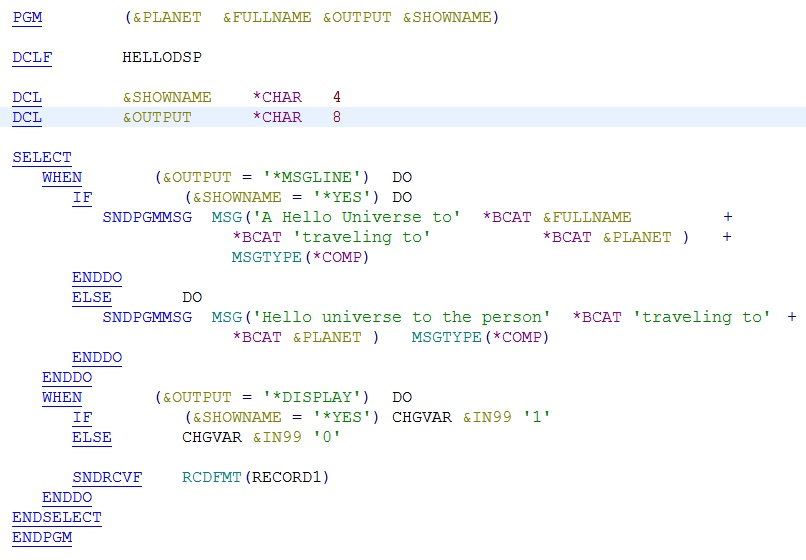 PGM (&PLANET &FULLNAME &OUTPUT &SHOWNAME)
DCLF HELLODSP
DCL &SHOWNAME *CHAR 4
DCL &OUTPUT *CHAR 8
SELECT
WHEN (&OUTPUT = '*MSGLINE') DO
IF (&SHOWNAME = '*YES') DO
SNDPGMMSG MSG('A Hello Universe to' *BCAT &FULLNAME +
*BCAT 'traveling to' *BCAT &PLANET ) +
MSGTYPE(*COMP)
ENDDO
ELSE DO
SNDPGMMSG MSG('Hello universe to the person' *BCAT 'traveling to' +
*BCAT &PLANET ) MSGTYPE(*COMP)
ENDDO
ENDDO
WHEN (&OUTPUT = '*DISPLAY') DO
IF (&SHOWNAME = '*YES') CHGVAR &IN99 '1'
ELSE CHGVAR &IN99 '0'
SNDRCVF RCDFMT(RECORD1)
ENDDO
ENDSELECT
ENDPGM